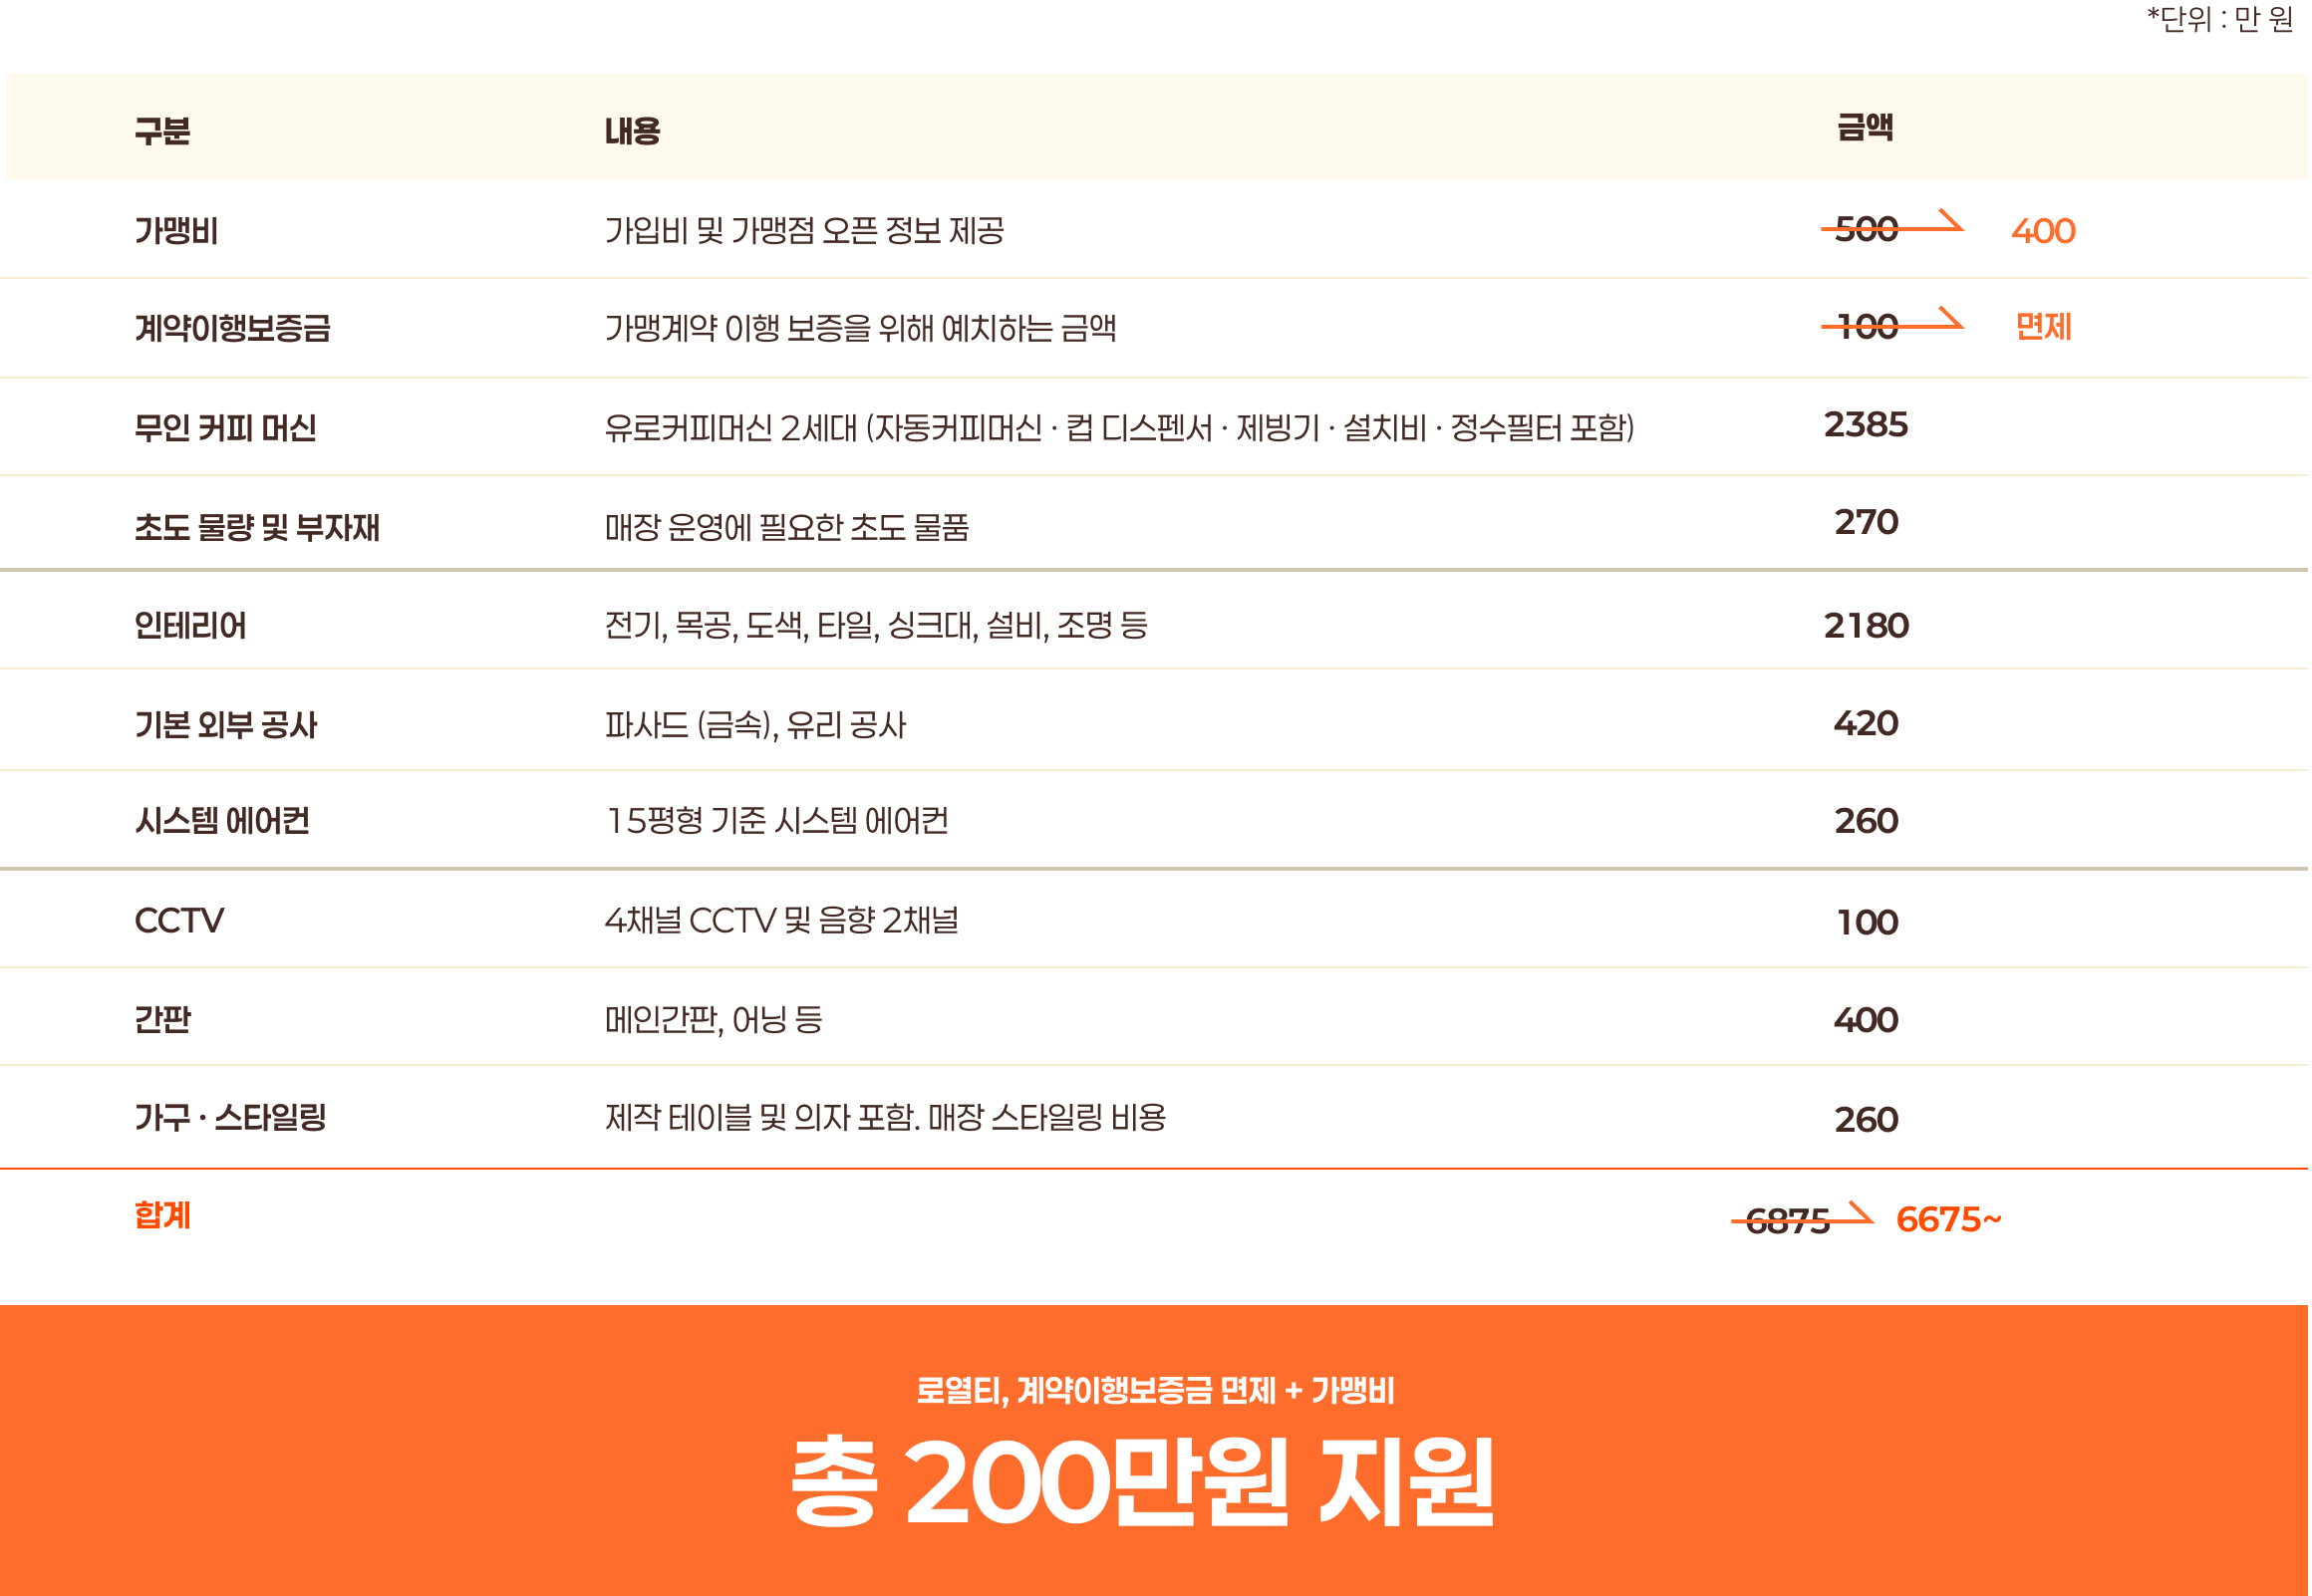 *단위 : 만 원
구분 내용 금액
가맹비 가입비 및 가맹점 오픈 정보 제공 500 400
계약이행보증금 가맹계약 이행 보증을 위해 예치하는 금액 100 면제
무인 커피 머신 유로커피머신 2세대 (자동커피머신 · 컵 디스펜서 · 제빙기 · 설치비 · 정수필터 포함) 2385
초도 물량 및 부자재 매장 운영에 필요한 초도 물품 270
인테리어 전기, 목공, 도색, 타일, 싱크대, 설비, 조명 등 2180
기본 외부 공사 파사드 (금속), 유리 공사 420
시스템 에어컨 15평형 기준 시스템 에어컨 260
CCTV 4채널 CCTV 및 음향 2채널 100
간판 메인간판, 어닝 등 400
가구 · 스타일링 제작 테이블 및 의자 포함. 매장 스타일링 비용 260
합계 6875 6675~
로열티, 계약이행보증금 면제 + 가맹비
총 200만원 지원